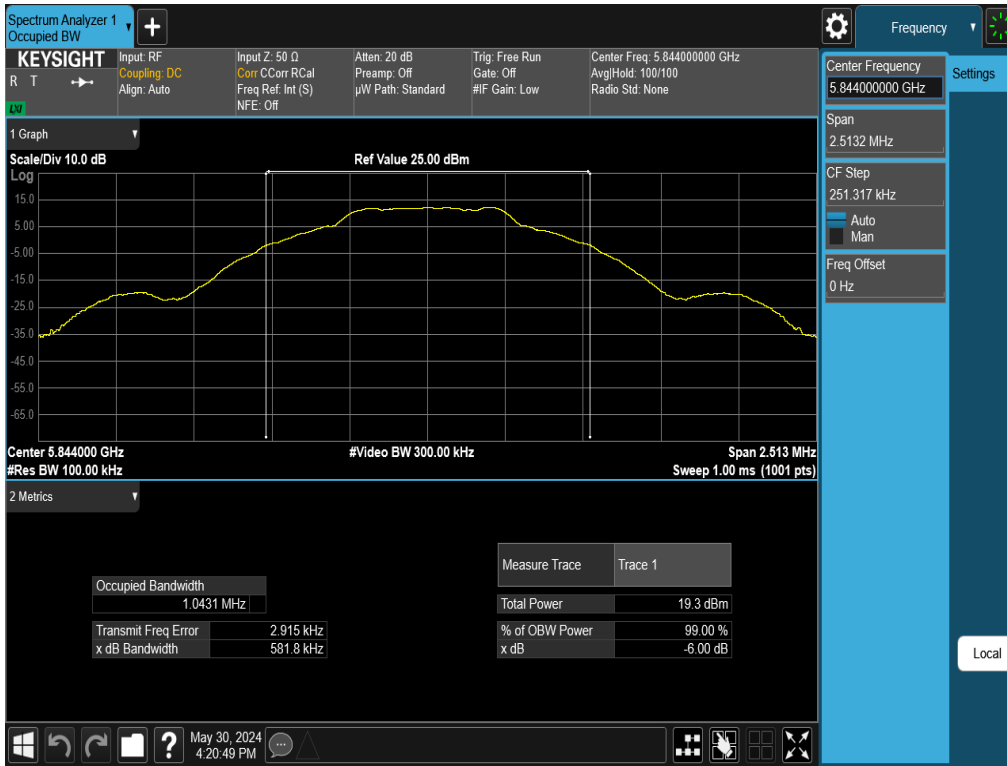 Spectrum Analyzer 1
Occupied BW
+
Frequency
KEYSIGHT
R T
LXI
Input: RF
Coupling: DC
Align: Auto
Input Z: 50 Ω
Corr CCorr RCal
Freq Ref: Int (S)
NFE: Off
Atten: 20 dB
Preamp: Off
µW Path: Standard
Trig: Free Run
Gate: Off
#IF Gain: Low
Center Freq: 5.844000000 GHz
Avg|Hold: 100/100
Radio Std: None
1 Graph
Scale/Div 10.0 dB
Ref Value 25.00 dBm
Log
15.0
5.00
-5.00
-15.0
-25.0
-35.0
-45.0
-55.0
-65.0
Center 5.844000 GHz
#Video BW 300.00 kHz
Span 2.513 MHz
#Res BW 100.00 kHz
Sweep 1.00 ms (1001 pts)
2 Metrics
Occupied Bandwidth
1.0431 MHz
Transmit Freq Error 2.915 kHz
x dB Bandwidth 581.8 kHz
Measure Trace Trace 1
Total Power 19.3 dBm
% of OBW Power 99.00 %
x dB -6.00 dB
Center Frequency
5.844000000 GHz
Span
2.5132 MHz
CF Step
251.317 kHz
Auto
Man
Freq Offset
0 Hz
Settings
Local
?
May 30, 2024
4:20:49 PM